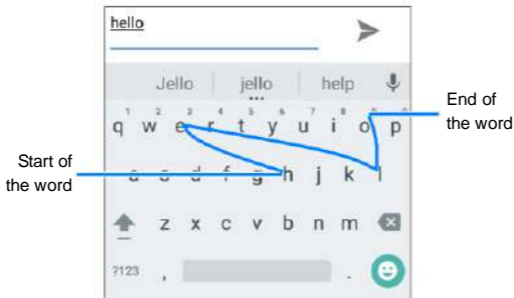 hello
Jello jello help
1 2 3 4 5 6 7 8 9
q w e r t y u i o p
End of
the word
Start of
the word
a s d f g h j k l
z x c v b n m
?123 , .